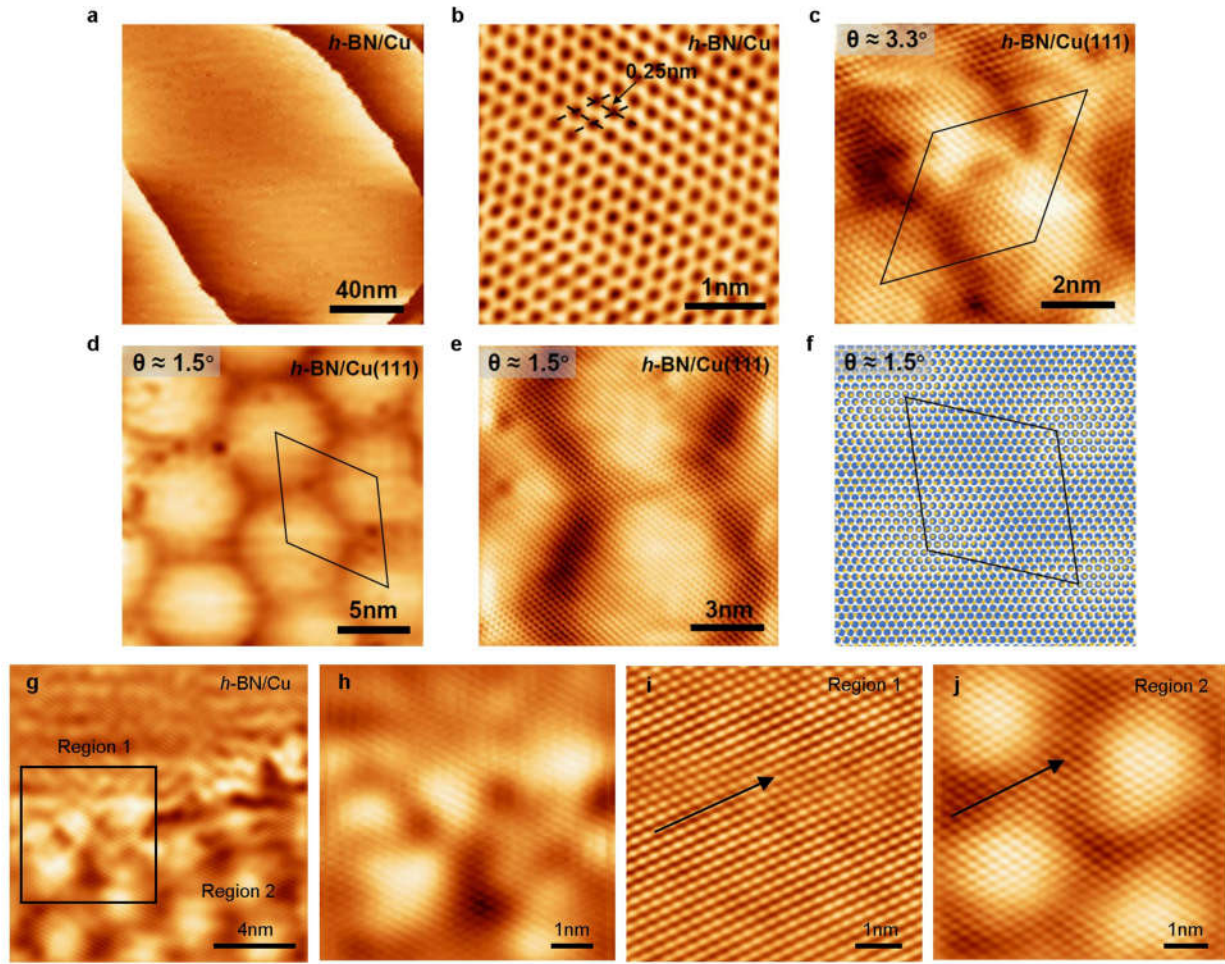 a
h-BN/Cu
40nm
b
h-BN/Cu
0.25nm
1nm
c
θ ≈ 3.3°
h-BN/Cu(111)
2nm
d
θ ≈ 1.5°
h-BN/Cu(111)
5nm
e
θ ≈ 1.5°
h-BN/Cu(111)
3nm
f
θ ≈ 1.5°
g
h-BN/Cu
Region 1
Region 2
4nm
h
1nm
i
Region 1
1nm
j
Region 2
1nm